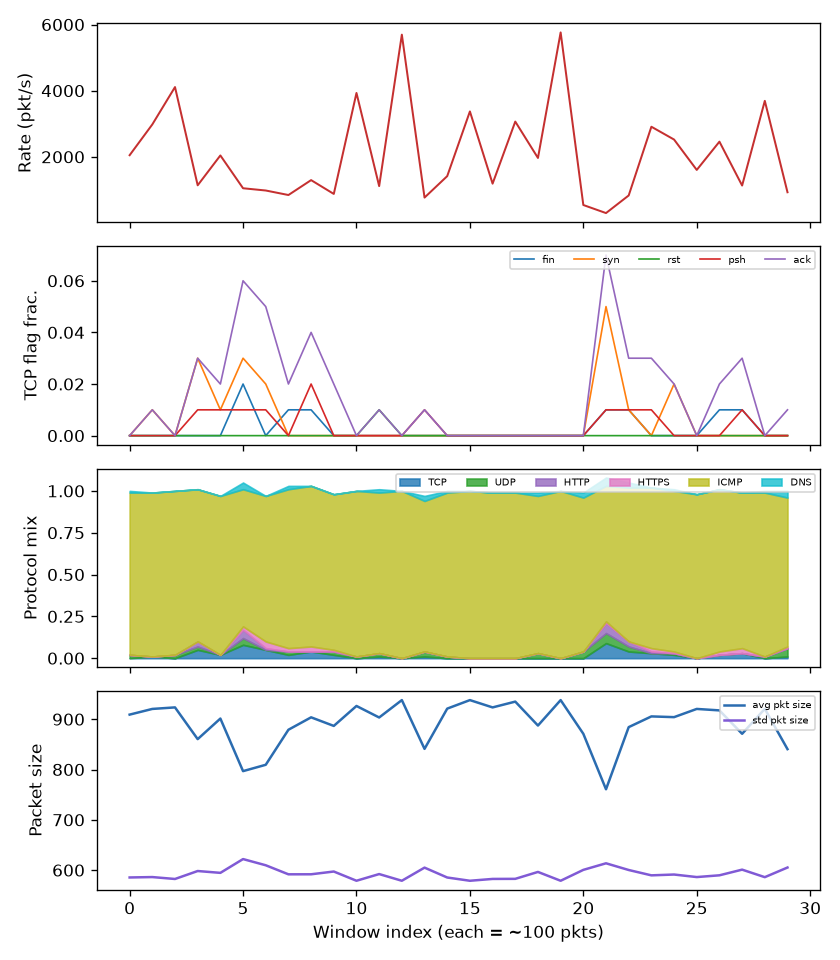 6000
4000
2000
Rate (pkt/s)
fin syn rst psh ack
0.06
0.04
0.02
0.00
TCP flag frac.
TCP UDP HTTP HTTPS ICMP DNS
1.00
0.75
0.50
0.25
0.00
Protocol mix
avg pkt size
std pkt size
900
800
700
600
Packet size
0 5 10 15 20 25 30
Window index (each = ~100 pkts)